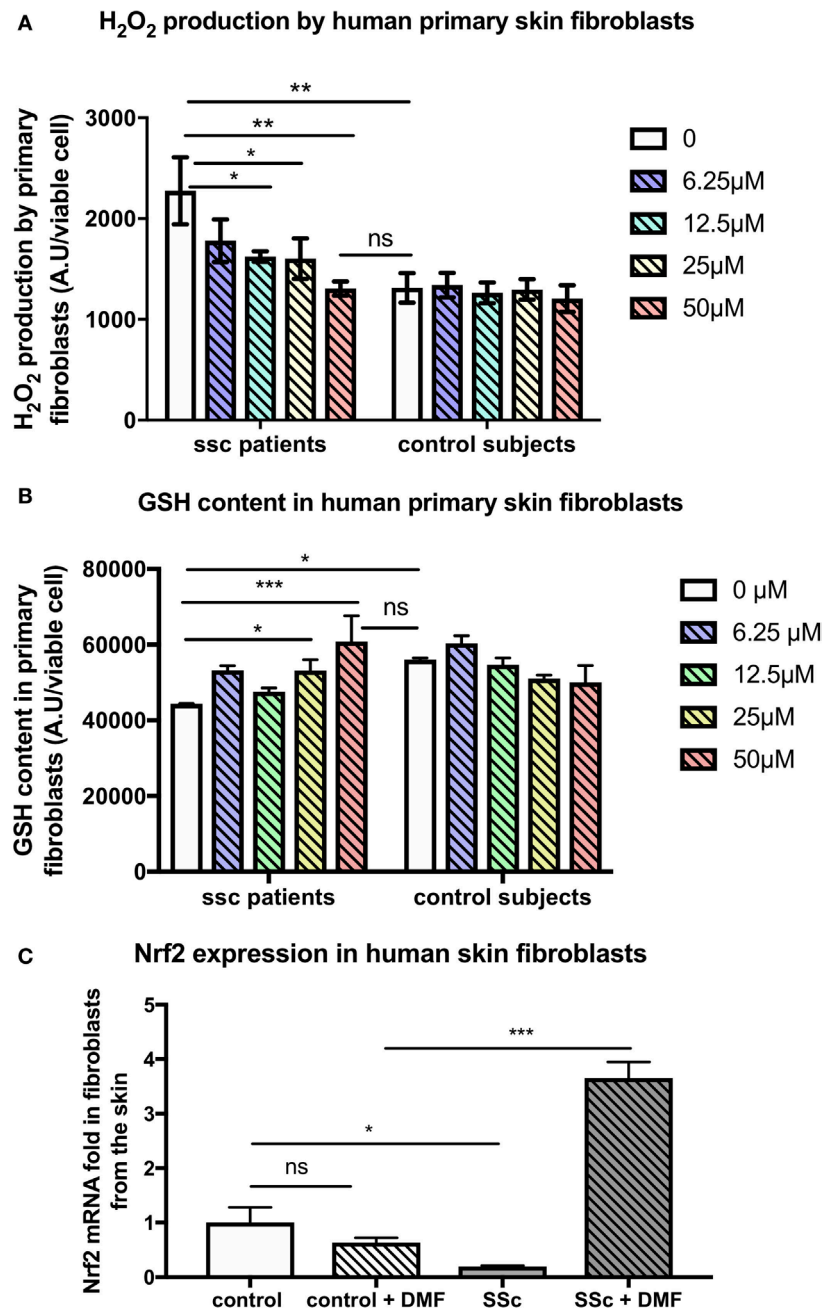 A
H₂O₂ production by human primary skin fibroblasts
H₂O₂ production by primary
fibroblasts (A.U/viable cell)
3000
2000
1000
0
**
**
*
*
ns
ssc patients
control subjects
0
6.25µM
12.5µM
25µM
50µM
B
GSH content in human primary skin fibroblasts
GSH content in primary
fibroblasts (A.U/viable cell)
80000
60000
40000
20000
0
*
***
*
ns
ssc patients
control subjects
0 µM
6.25 µM
12.5µM
25µM
50µM
C
Nrf2 expression in human skin fibroblasts
Nrf2 mRNA fold in fibroblasts
from the skin
5
4
3
2
1
0
***
*
ns
control
control + DMF
SSc
SSc + DMF